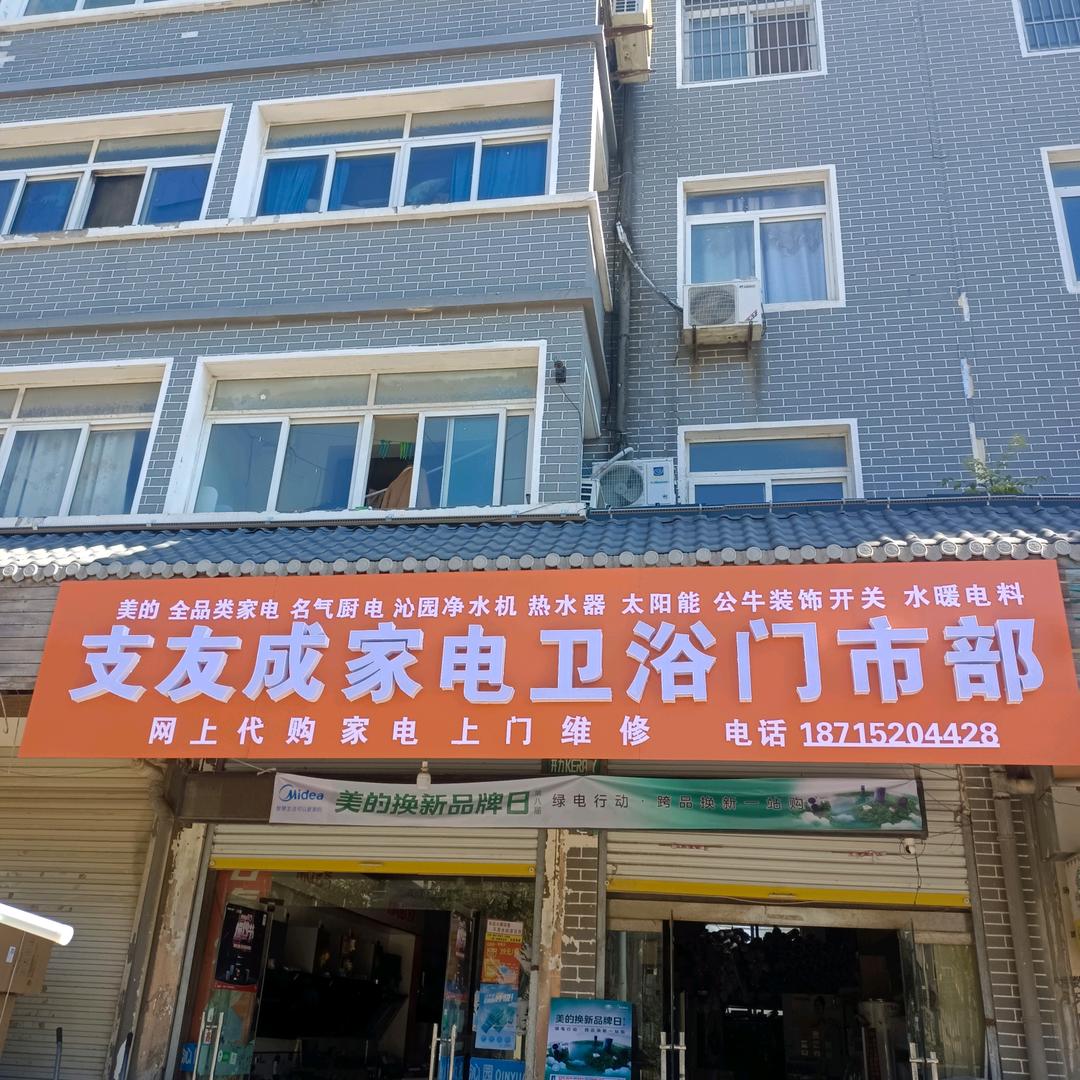 美的 全品类家电 名气厨电 沁园净水机 热水器 太阳能 公牛装饰开关 水暖电料
支友成家电卫浴门市部
网上代购家电 上门维修 电话 18715204428
Midea 美的换新品牌日 第八届 绿电行动·跨品换新一站购
美的换新品牌日
QINYUAN